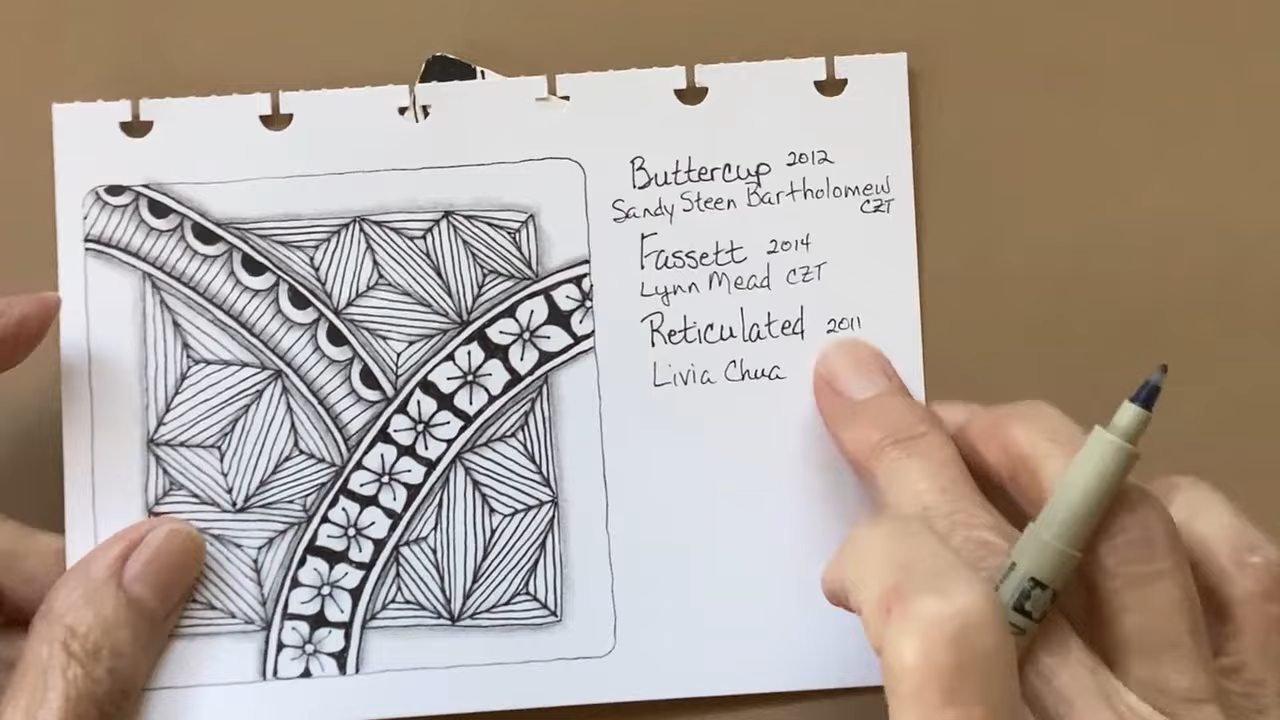 Buttercup 2012
Sandy Steen Bartholomew
CZT
Fassett 2014
Lynn Mead CZT
Reticulated 2011
Livia Chua